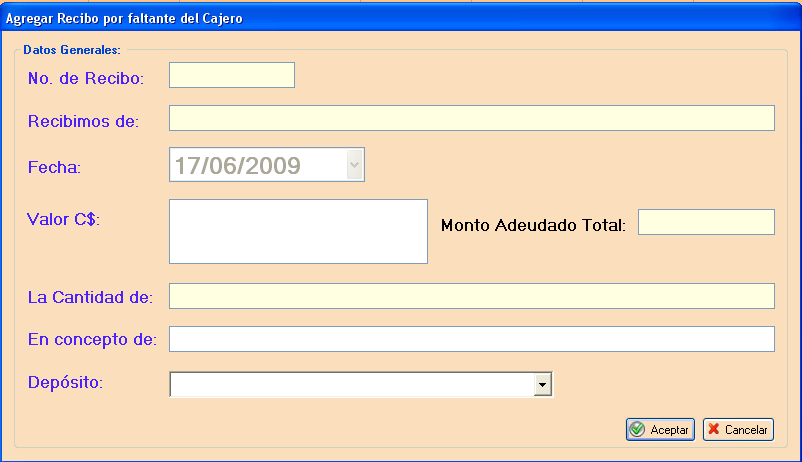 Agregar Recibo por faltante del Cajero
Datos Generales:
No. de Recibo:
Recibimos de:
Fecha: 17/06/2009
Valor C$: Monto Adeudado Total:
La Cantidad de:
En concepto de:
Depósito:
Aceptar Cancelar